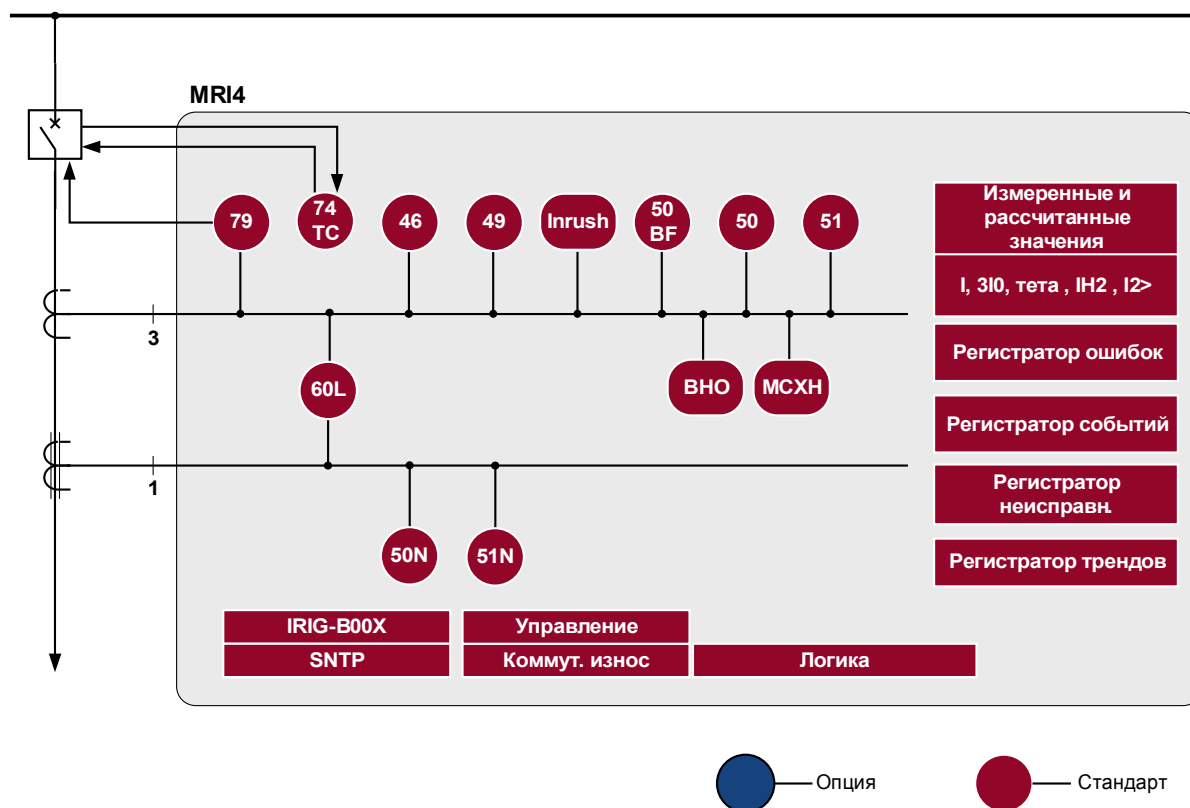 MRI4
79
74
TC
46
49
Inrush
50
BF
50
51
Измеренные и
рассчитанные
значения
I, 3I0, тета , IH2 , I2>
3
Регистратор ошибок
60L
ВНО
МСХН
Регистратор событий
1
Регистратор
неисправн.
50N
51N
Регистратор трендов
IRIG-B00X
Управление
SNTP
Коммут. износ
Логика
Опция
Стандарт